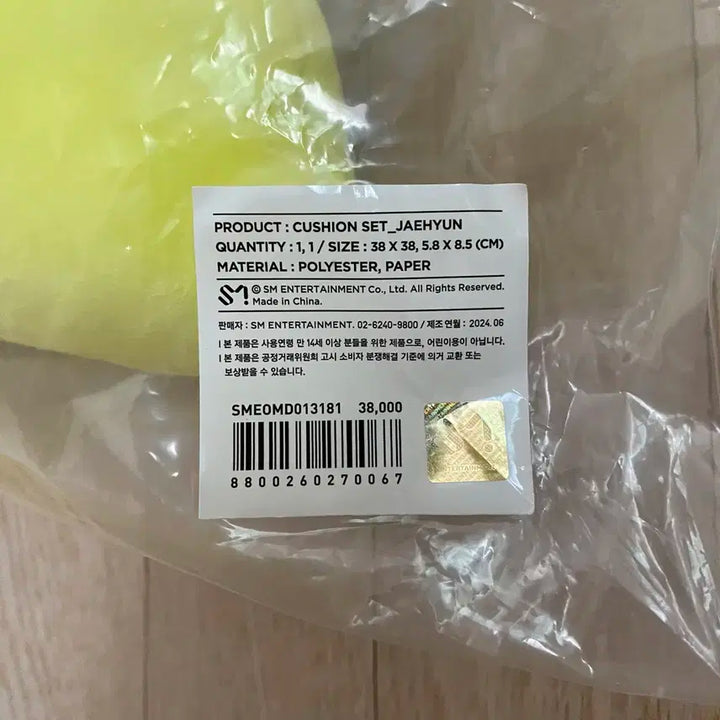 PRODUCT : CUSHION SET_JAEHYUN
QUANTITY : 1, 1 / SIZE : 38 X 38, 5.8 X 8.5 (CM)
MATERIAL : POLYESTER, PAPER
SM! © SM ENTERTAINMENT Co., Ltd. All Rights Reserved.
Made in China.
판매자 : SM ENTERTAINMENT. 02-6240-9800 / 제조연월 : 2024.06
I 본 제품은 사용연령 만 14세 이상 분들을 위한 제품으로, 어린이용이 아닙니다.
I 본 제품은 공정거래위원회 고시 소비자 분쟁해결 기준에 의거 교환 또는
보상받을 수 있습니다.
SMEOMD013181 38,000
8800260270067